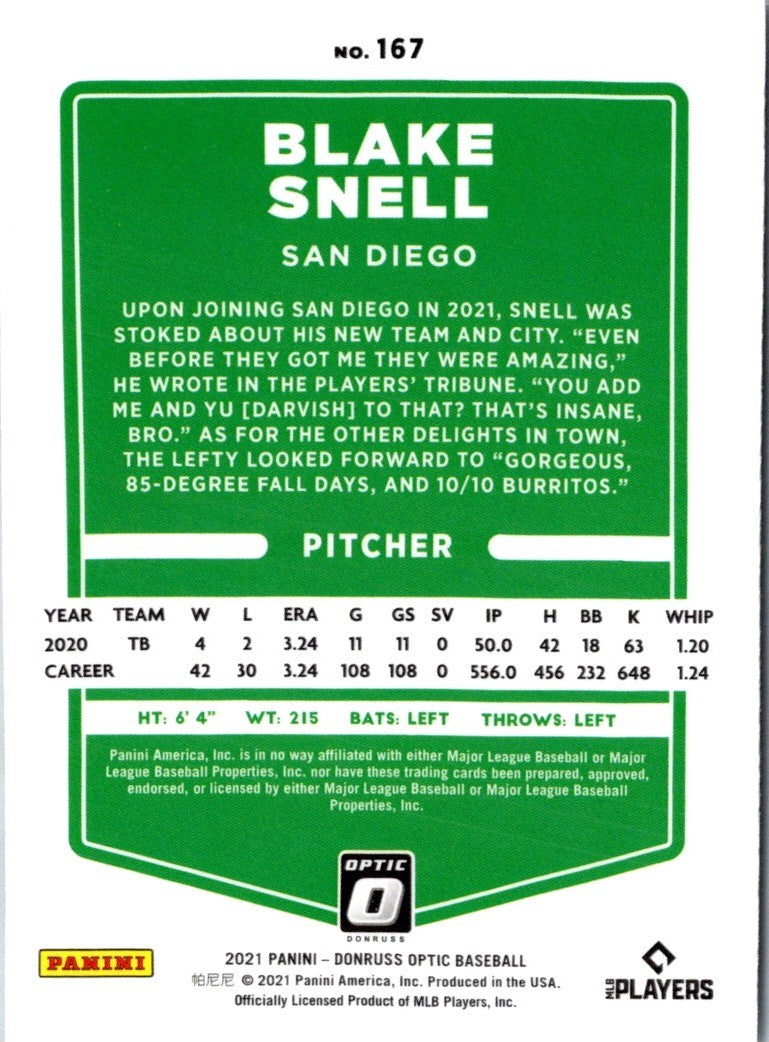 NO. 167
BLAKE
SNELL
SAN DIEGO
UPON JOINING SAN DIEGO IN 2021, SNELL WAS
STOKED ABOUT HIS NEW TEAM AND CITY. “EVEN
BEFORE THEY GOT ME THEY WERE AMAZING,”
HE WROTE IN THE PLAYERS’ TRIBUNE. “YOU ADD
ME AND YU [DARVISH] TO THAT? THAT’S INSANE,
BRO.” AS FOR THE OTHER DELIGHTS IN TOWN,
THE LEFTY LOOKED FORWARD TO “GORGEOUS,
85-DEGREE FALL DAYS, AND 10/10 BURRITOS.”
PITCHER
YEAR TEAM W L ERA G GS SV IP H BB K WHIP
2020 TB 4 2 3.24 11 11 0 50.0 42 18 63 1.20
CAREER 42 30 3.24 108 108 0 556.0 456 232 648 1.24
HT: 6' 4" WT: 215 BATS: LEFT THROWS: LEFT
Panini America, Inc. is in no way affiliated with either Major League Baseball or Major
League Baseball Properties, Inc. nor have these trading cards been prepared, approved,
endorsed, or licensed by either Major League Baseball or Major League Baseball
Properties, Inc.
OPTIC
O
DONRUSS
PANINI
2021 PANINI – DONRUSS OPTIC BASEBALL
帕尼尼 © 2021 Panini America, Inc. Produced in the USA.
Officially Licensed Product of MLB Players, Inc.
MLB PLAYERS